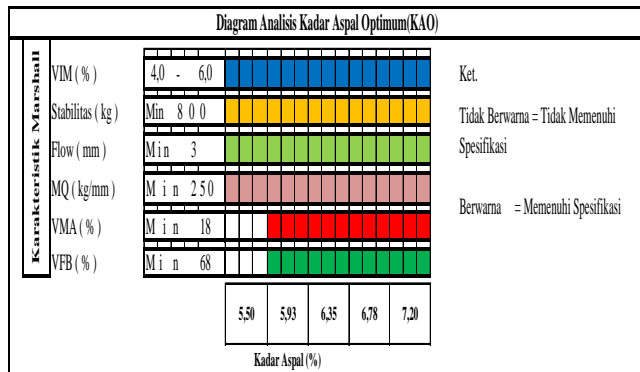 Diagram Analisis Kadar Aspal Optimum(KAO)
Karakteristik Marshall
VIM ( % ) 4,0 - 6,0
Stabilitas ( kg ) Min 800
Flow ( mm ) Min 3
MQ ( kg/mm ) Min 250
VMA ( % ) Min 18
VFB ( % ) Min 68
Ket.
Tidak Berwarna = Tidak Memenuhi
Spesifikasi
Berwarna = Memenuhi Spesifikasi
5,50 5,93 6,35 6,78 7,20
Kadar Aspal (%)